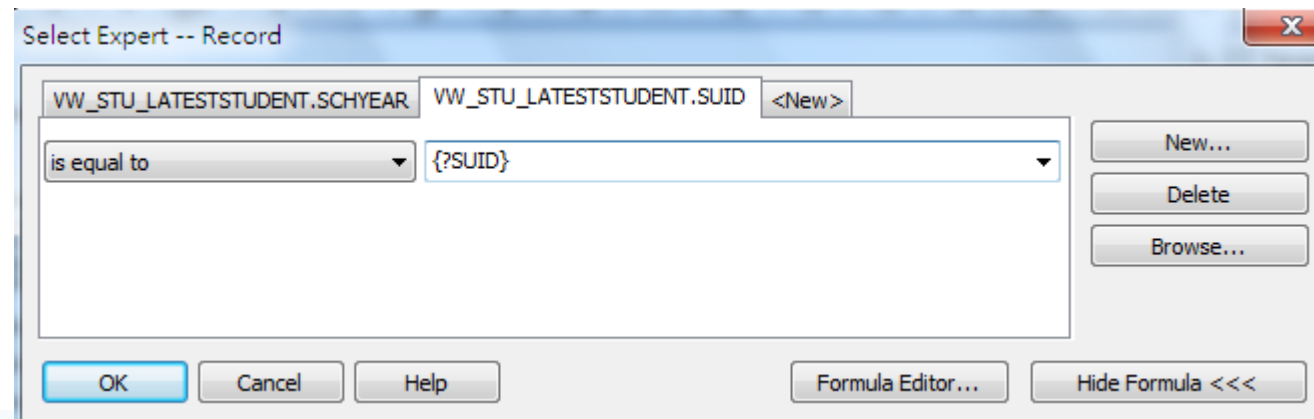 Select Expert -- Record
VW_STU_LATESTSTUDENT.SCHYEAR VW_STU_LATESTSTUDENT.SUID <New>
is equal to {?SUID}
New...
Delete
Browse...
OK Cancel Help Formula Editor... Hide Formula <<<